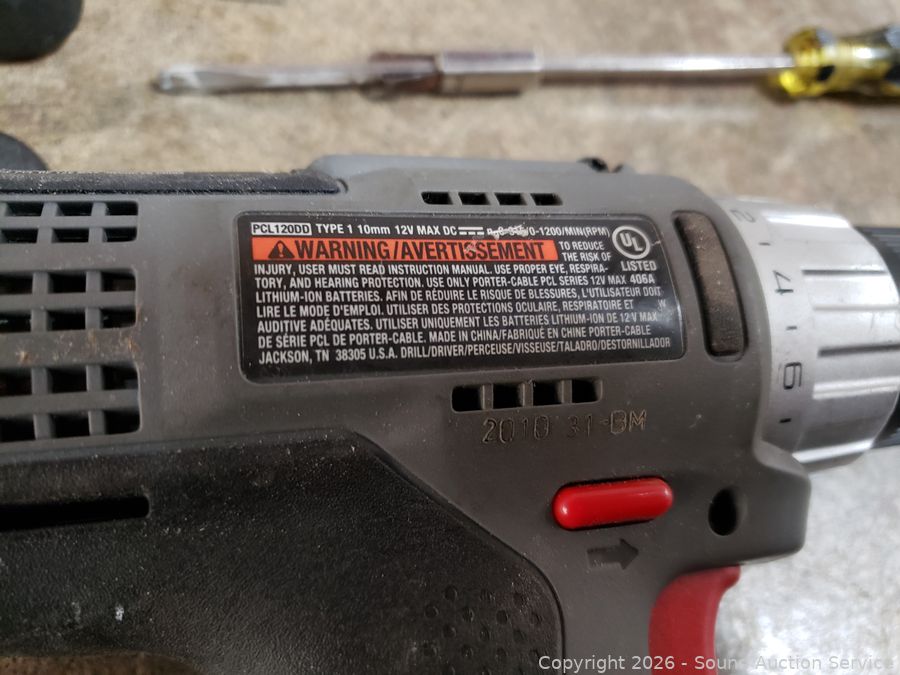 PCL120DD TYPE 1 10mm 12V MAX DC 0-1200/MIN(RPM)
WARNING/AVERTISSEMENT TO REDUCE
THE RISK OF
INJURY, USER MUST READ INSTRUCTION MANUAL. USE PROPER EYE, RESPIRA-
TORY, AND HEARING PROTECTION. USE ONLY PORTER-CABLE PCL SERIES 12V MAX
LITHIUM-ION BATTERIES. AFIN DE RÉDUIRE LE RISQUE DE BLESSURES, L'UTILISATEUR DOIT
LIRE LE MODE D'EMPLOI. UTILISER DES PROTECTIONS OCULAIRE, RESPIRATOIRE ET
AUDITIVE ADÉQUATES. UTILISER UNIQUEMENT LES BATTERIES LITHIUM-ION DE 12 V MAX
DE SÉRIE PCL DE PORTER-CABLE. MADE IN CHINA/FABRIQUÉ EN CHINE PORTER-CABLE
JACKSON, TN 38305 U.S.A. DRILL/DRIVER/PERCEUSE/VISSEUSE/TALADRO/DESTORNILLADOR
UL
LISTED
406A
2
4
6
2010 31-BM
Copyright 2026 - Sound Auction Service